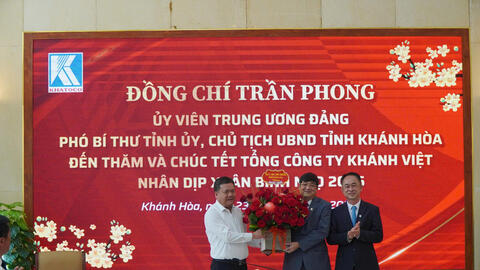 KHATOCO
ĐỒNG CHÍ TRẦN PHONG
ỦY VIÊN TRUNG ƯƠNG ĐẢNG
PHÓ BÍ THƯ TỈNH ỦY, CHỦ TỊCH UBND TỈNH KHÁNH HÒA
ĐẾN THĂM VÀ CHÚC TẾT TỔNG CÔNG TY KHÁNH VIỆT
NHÂN DỊP XUÂN BÍNH
Khánh Hòa,